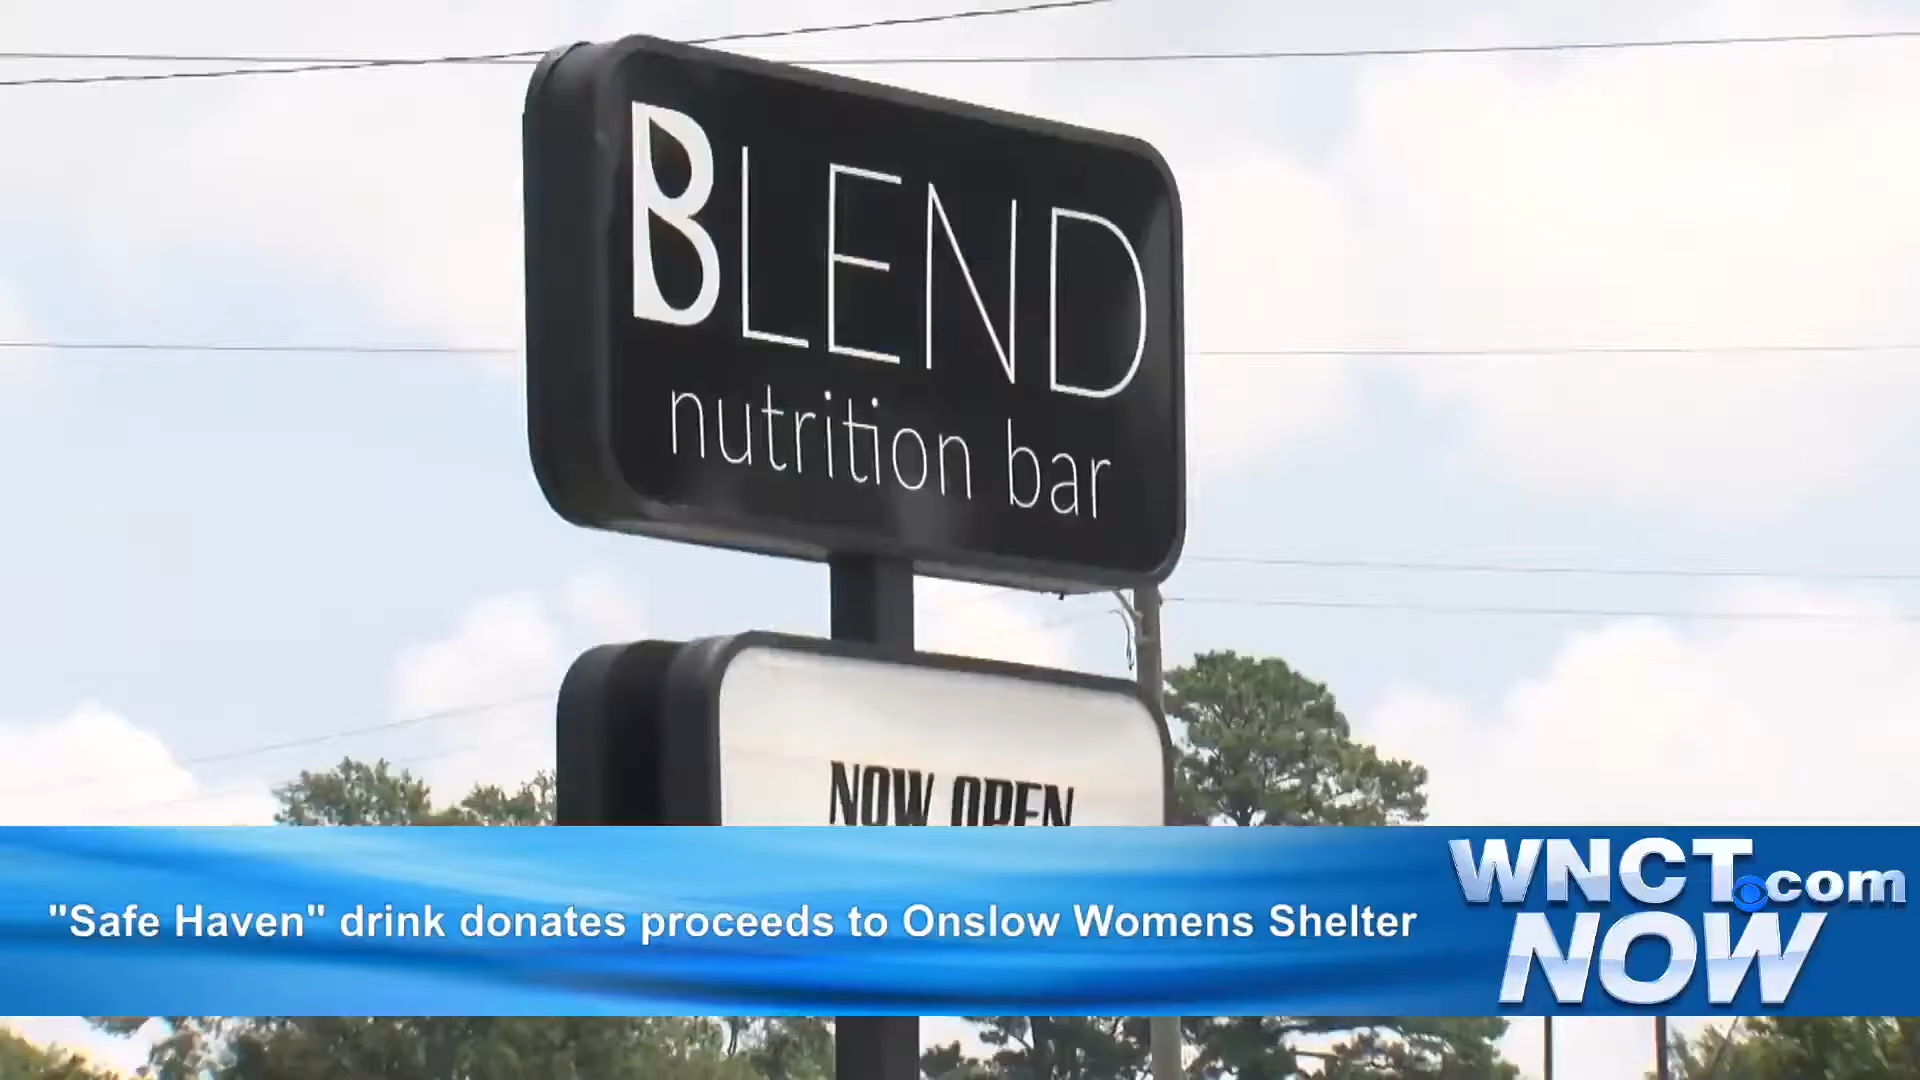 BLEND
nutrition bar
NOW OPEN
"Safe Haven" drink donates proceeds to Onslow Womens Shelter
WNCT.com
NOW